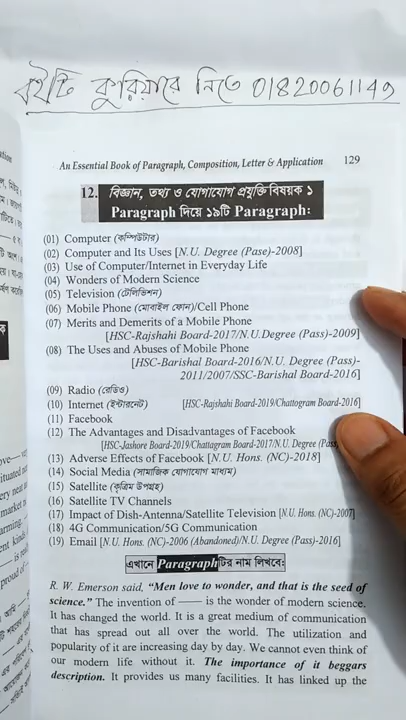 বইটি কুরিয়ারে নিতে 01820061149
An Essential Book of Paragraph, Composition, Letter & Application 129
12. বিজ্ঞান, তথ্য ও যোগাযোগ প্রযুক্তি বিষয়ক ১
Paragraph দিয়ে ১৯টি Paragraph:
(01) Computer (কম্পিউটার)
(02) Computer and Its Uses [N.U. Degree (Pase)-2008]
(03) Use of Computer/Internet in Everyday Life
(04) Wonders of Modern Science
(05) Television (টেলিভিশন)
(06) Mobile Phone (মোবাইল ফোন)/Cell Phone
(07) Merits and Demerits of a Mobile Phone
[HSC-Rajshahi Board-2017/N.U.Degree (Pass)-2009]
(08) The Uses and Abuses of Mobile Phone
[HSC-Barishal Board-2016/N.U. Degree (Pass)-
2011/2007/SSC-Barishal Board-2016]
(09) Radio (রেডিও)
(10) Internet (ইন্টারনেট) [HSC-Rajshahi Board-2019/Chattogram Board-2016]
(11) Facebook
(12) The Advantages and Disadvantages of Facebook
[HSC-Jashore Board-2019/Chattagram Board-2017/N.U. Degree (Pass)
(13) Adverse Effects of Facebook [N.U. Hons. (NC)-2018]
(14) Social Media (সামাজিক যোগাযোগ মাধ্যম)
(15) Satellite (কৃত্রিম উপগ্রহ)
(16) Satellite TV Channels
(17) Impact of Dish-Antenna/Satellite Television [N.U. Hons. (NC)-2007]
(18) 4G Communication/5G Communication
(19) Email [N.U. Hons. (NC)-2006 (Abandoned)/N.U. Degree (Pass)-2016]
এখানে Paragraphটির নাম লিখবে:
R. W. Emerson said, “Men love to wonder, and that is the seed of
science.” The invention of —— is the wonder of modern science.
It has changed the world. It is a great medium of communication
that has spread out all over the world. The utilization and
popularity of it are increasing day by day. We cannot even think of
our modern life without it. The importance of it beggars
description. It provides us many facilities. It has linked up the